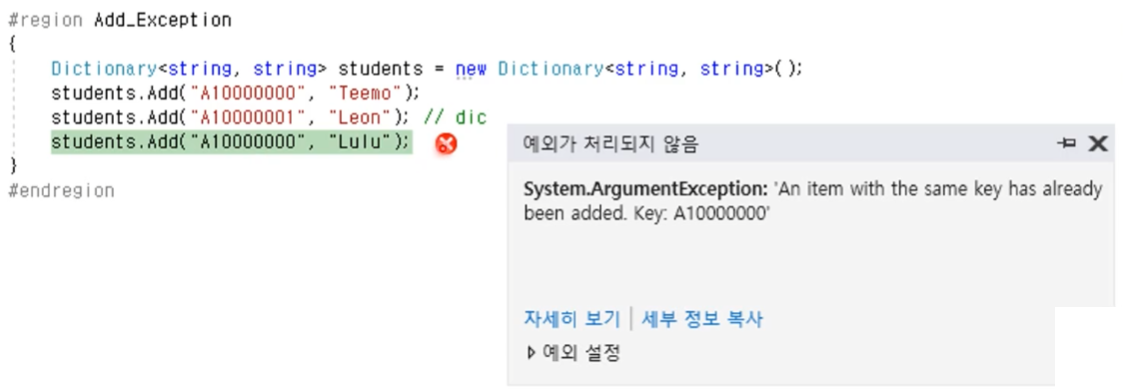 #region Add_Exception
{
Dictionary<string, string> students = new Dictionary<string, string>();
students.Add("A10000000", "Teemo");
students.Add("A10000001", "Leon"); // dic
students.Add("A10000000", "Lulu");
}
#endregion
예외가 처리되지 않음
System.ArgumentException: 'An item with the same key has already
been added. Key: A10000000'
자세히 보기 | 세부 정보 복사
예외 설정